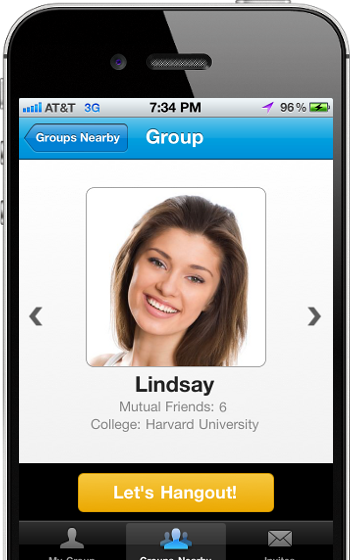 AT&T 3G 7:34 PM 96%
Groups Nearby Group
Lindsay
Mutual Friends: 6
College: Harvard University
Let's Hangout!
My Group Groups Nearby Invites